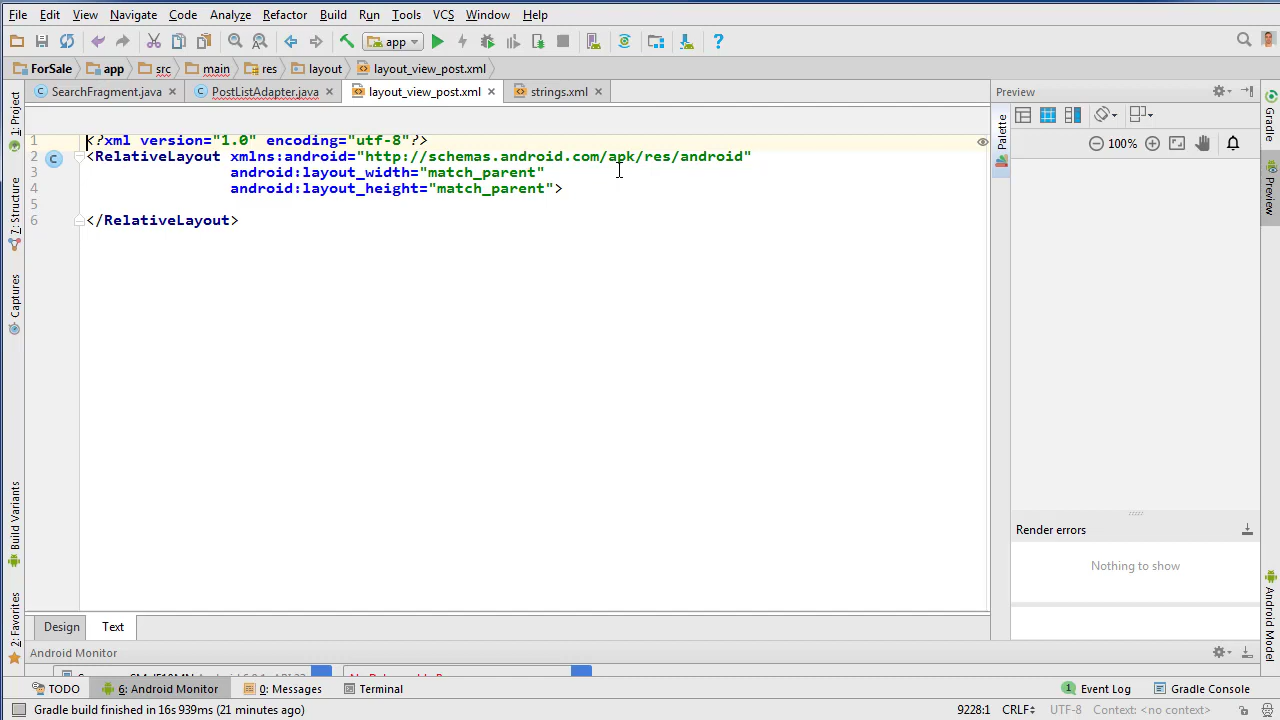 File Edit View Navigate Code Analyze Refactor Build Run Tools VCS Window Help
app
ForSale app src main res layout layout_view_post.xml
SearchFragment.java PostListAdapter.java layout_view_post.xml strings.xml
Preview
1 <?xml version="1.0" encoding="utf-8"?>
2 <RelativeLayout xmlns:android="http://schemas.android.com/apk/res/android"
3 android:layout_width="match_parent"
4 android:layout_height="match_parent">
5
6 </RelativeLayout>
1: Project
7: Structure
Captures
Build Variants
2: Favorites
Palette
100%
Gradle
Preview
Android Model
Render errors
Nothing to show
Design Text
Android Monitor
TODO 6: Android Monitor 0: Messages Terminal Event Log Gradle Console
Gradle build finished in 16s 939ms (21 minutes ago) 9228:1 CRLF UTF-8 Context: <no context>